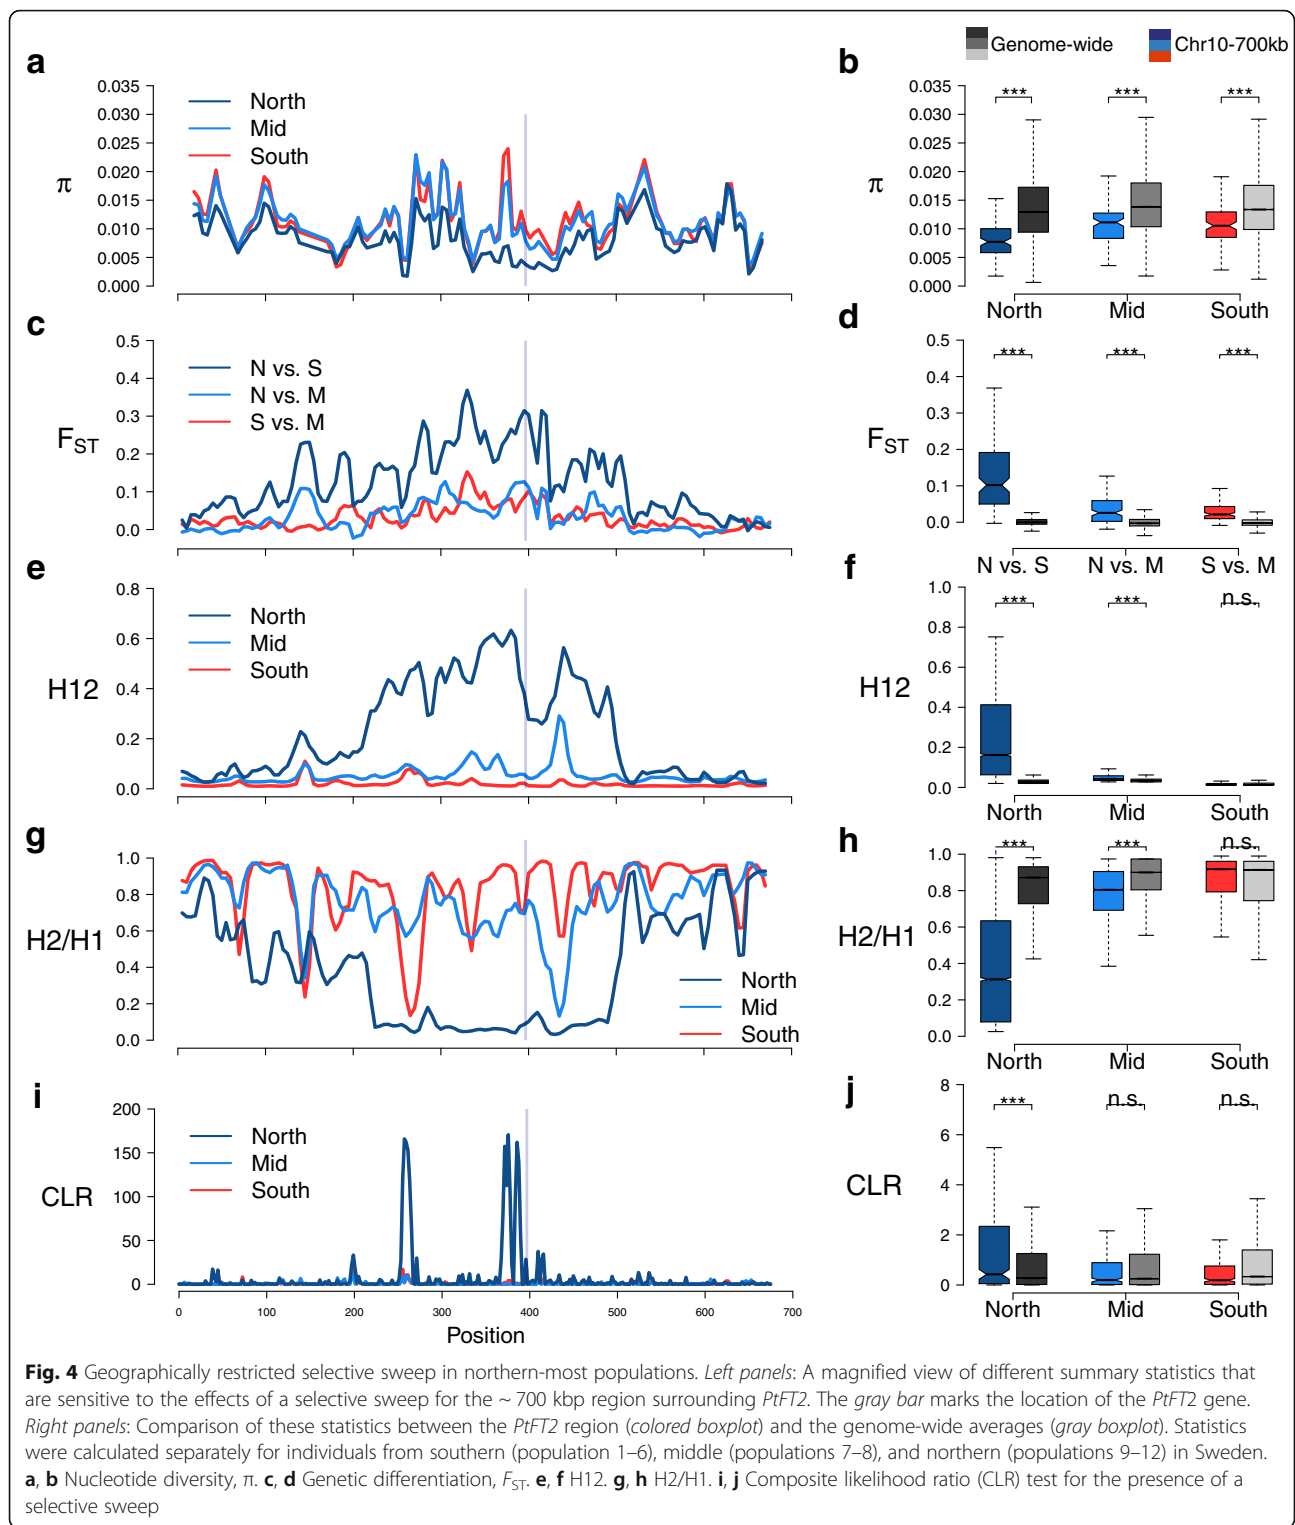 Genome-wide
Chr10-700kb
a
0.035
0.030
0.025
0.020
0.015
0.010
0.005
0.000
π
North
Mid
South
b
0.035
0.030
0.025
0.020
0.015
0.010
0.005
0.000
π
***
***
***
North
Mid
South
c
0.5
0.4
0.3
0.2
0.1
0.0
FST
N vs. S
N vs. M
S vs. M
d
0.5
0.4
0.3
0.2
0.1
0.0
FST
***
***
***
N vs. S
N vs. M
S vs. M
e
0.8
0.6
0.4
0.2
0.0
H12
North
Mid
South
f
1.0
0.8
0.6
0.4
0.2
0.0
H12
***
***
n.s.
North
Mid
South
g
1.0
0.8
0.6
0.4
0.2
0.0
H2/H1
North
Mid
South
h
1.0
0.8
0.6
0.4
0.2
0.0
H2/H1
***
***
n.s.
North
Mid
South
i
200
150
100
50
0
CLR
North
Mid
South
0 100 200 300 400 500 600 700
Position
j
8
6
4
2
0
CLR
***
n.s.
n.s.
North
Mid
South
Fig. 4 Geographically restricted selective sweep in northern-most populations. Left panels: A magnified view of different summary statistics that
are sensitive to the effects of a selective sweep for the ~ 700 kbp region surrounding PtFT2. The gray bar marks the location of the PtFT2 gene.
Right panels: Comparison of these statistics between the PtFT2 region (colored boxplot) and the genome-wide averages (gray boxplot). Statistics
were calculated separately for individuals from southern (population 1–6), middle (populations 7–8), and northern (populations 9–12) in Sweden.
a, b Nucleotide diversity, π. c, d Genetic differentiation, FST. e, f H12. g, h H2/H1. i, j Composite likelihood ratio (CLR) test for the presence of a
selective sweep